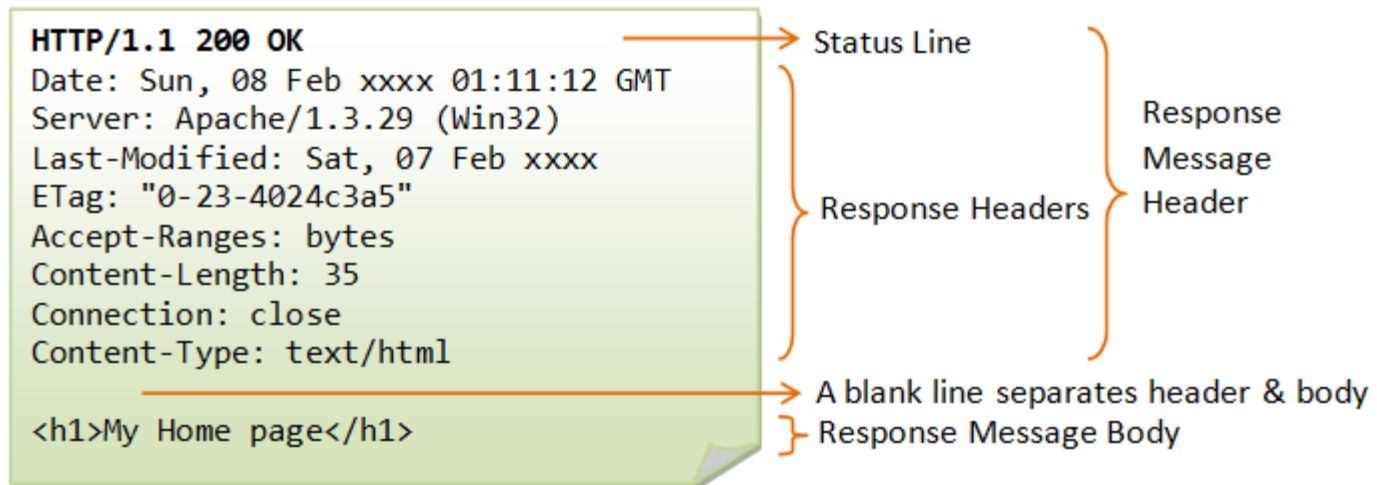 HTTP/1.1 200 OK
Date: Sun, 08 Feb xxxx 01:11:12 GMT
Server: Apache/1.3.29 (Win32)
Last-Modified: Sat, 07 Feb xxxx
ETag: "0-23-4024c3a5"
Accept-Ranges: bytes
Content-Length: 35
Connection: close
Content-Type: text/html
<h1>My Home page</h1>
Status Line
Response Headers
Response
Message
Header
A blank line separates header & body
Response Message Body